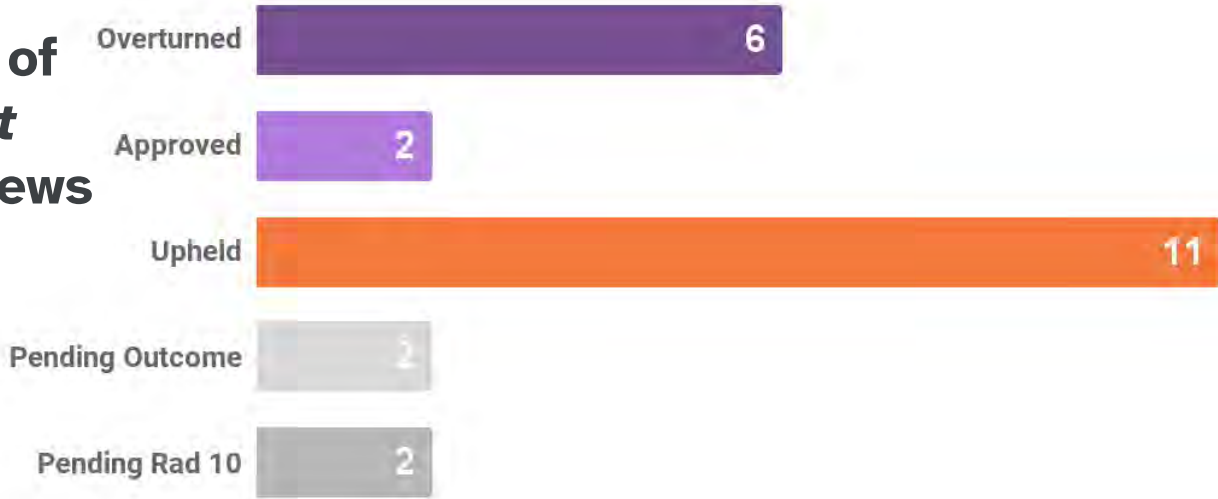 of
t
ews
Overturned 6
Approved 2
Upheld 11
Pending Outcome 2
Pending Rad 10 2